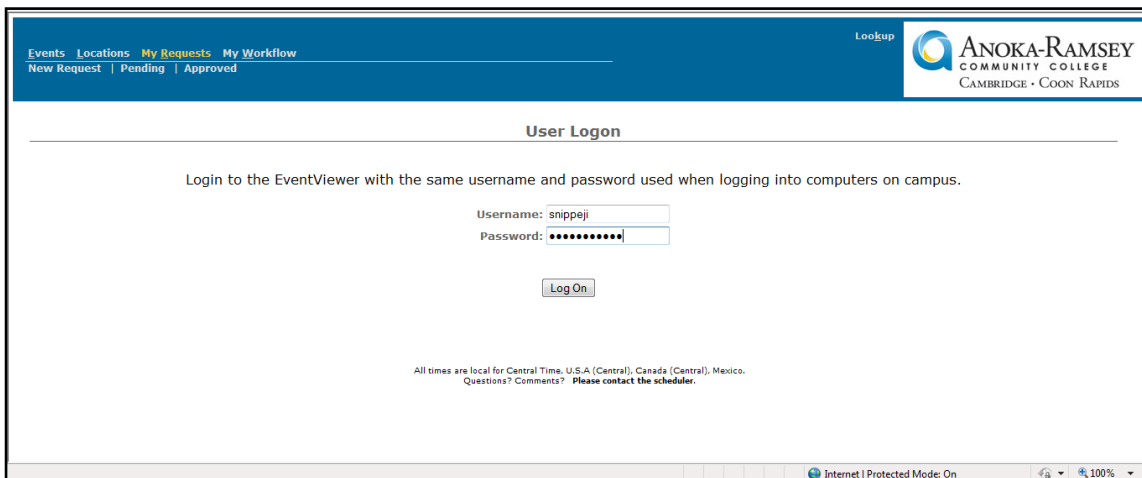 Events Locations My Requests My Workflow
New Request | Pending | Approved
Lookup
ANOKA-RAMSEY
COMMUNITY COLLEGE
CAMBRIDGE • COON RAPIDS
User Logon
Login to the EventViewer with the same username and password used when logging into computers on campus.
Username: snippeji
Password: •••••••••••
Log On
All times are local for Central Time, U.S.A (Central), Canada (Central), Mexico.
Questions? Comments? Please contact the scheduler.
Internet | Protected Mode: On
100%